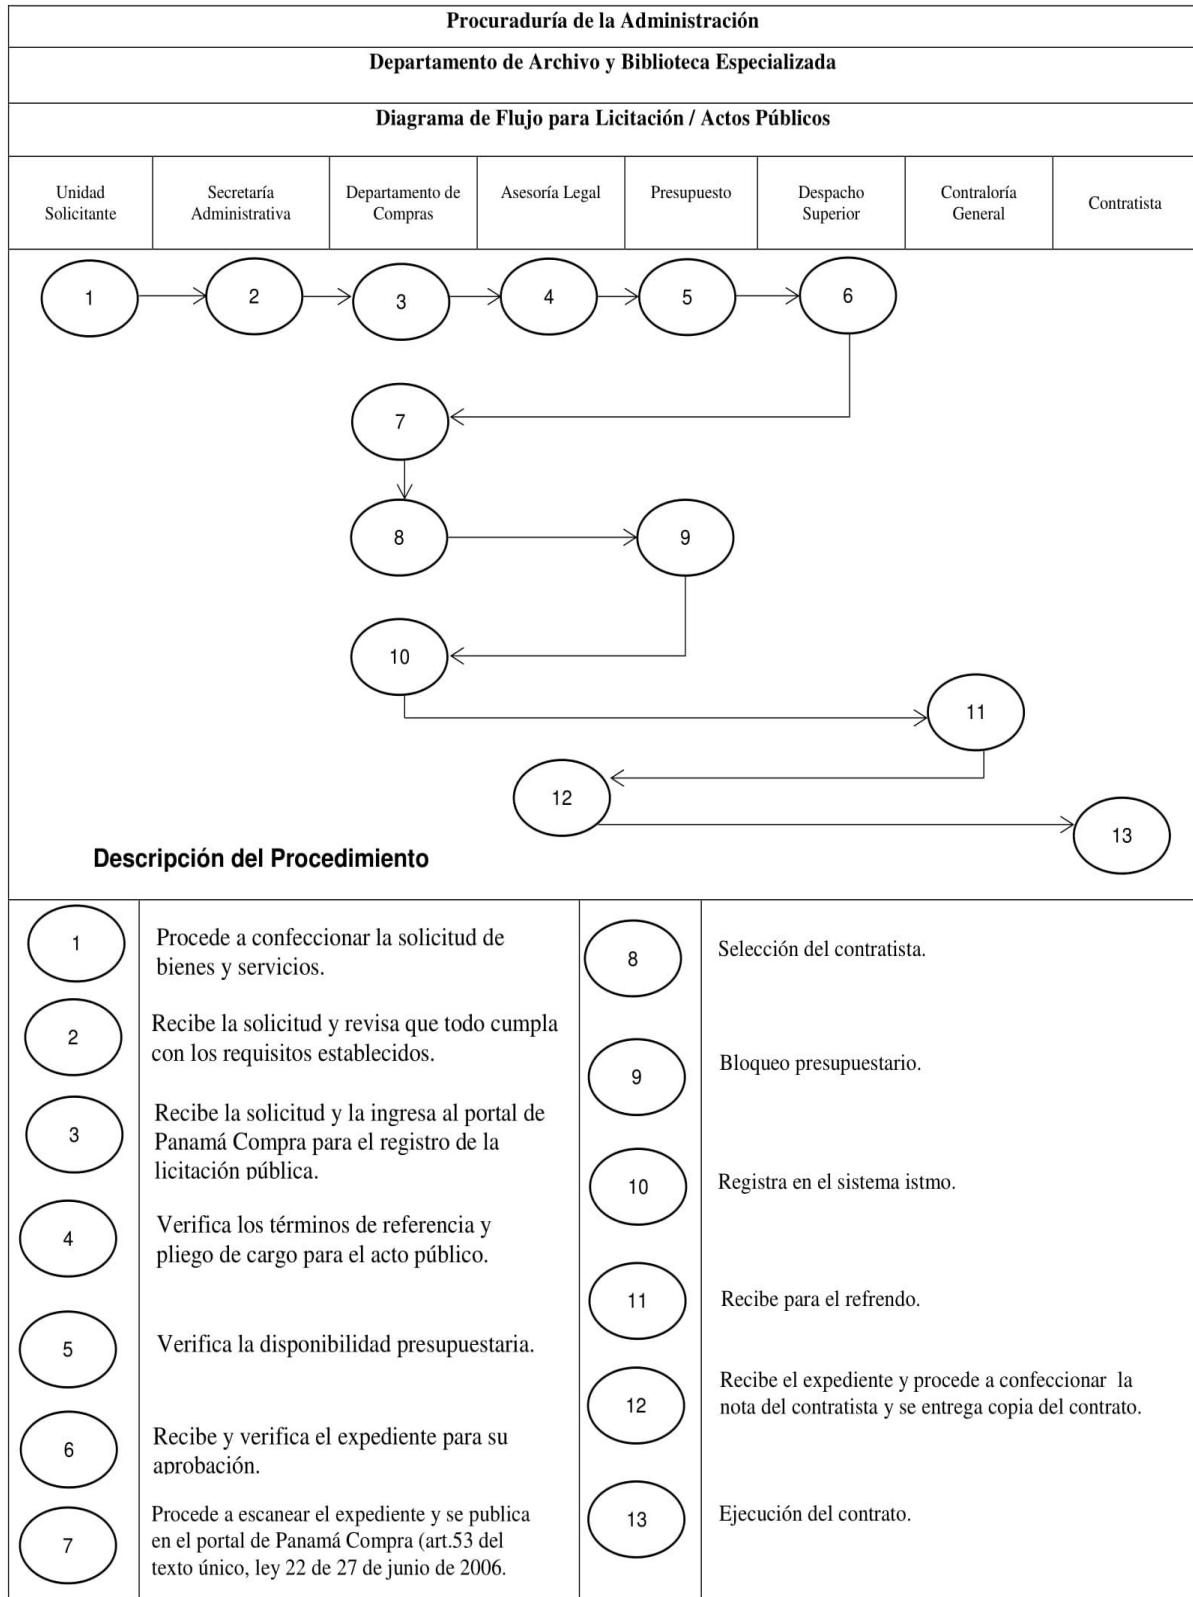 Procuraduría de la Administración
Departamento de Archivo y Biblioteca Especializada
Diagrama de Flujo para Licitación / Actos Públicos
Unidad
Solicitante
Secretaría
Administrativa
Departamento de
Compras
Asesoría Legal
Presupuesto
Despacho
Superior
Contraloría
General
Contratista
1
2
3
4
5
6
7
8
9
10
11
12
13
Descripción del Procedimiento
1
Procede a confeccionar la solicitud de
bienes y servicios.
2
Recibe la solicitud y revisa que todo cumpla
con los requisitos establecidos.
3
Recibe la solicitud y la ingresa al portal de
Panamá Compra para el registro de la
licitación pública.
4
Verifica los términos de referencia y
pliego de cargo para el acto público.
5
Verifica la disponibilidad presupuestaria.
6
Recibe y verifica el expediente para su
aprobación.
7
Procede a escanear el expediente y se publica
en el portal de Panamá Compra (art.53 del
texto único, ley 22 de 27 de junio de 2006.
8
Selección del contratista.
9
Bloqueo presupuestario.
10
Registra en el sistema istmo.
11
Recibe para el refrendo.
12
Recibe el expediente y procede a confeccionar  la
nota del contratista y se entrega copia del contrato.
13
Ejecución del contrato.